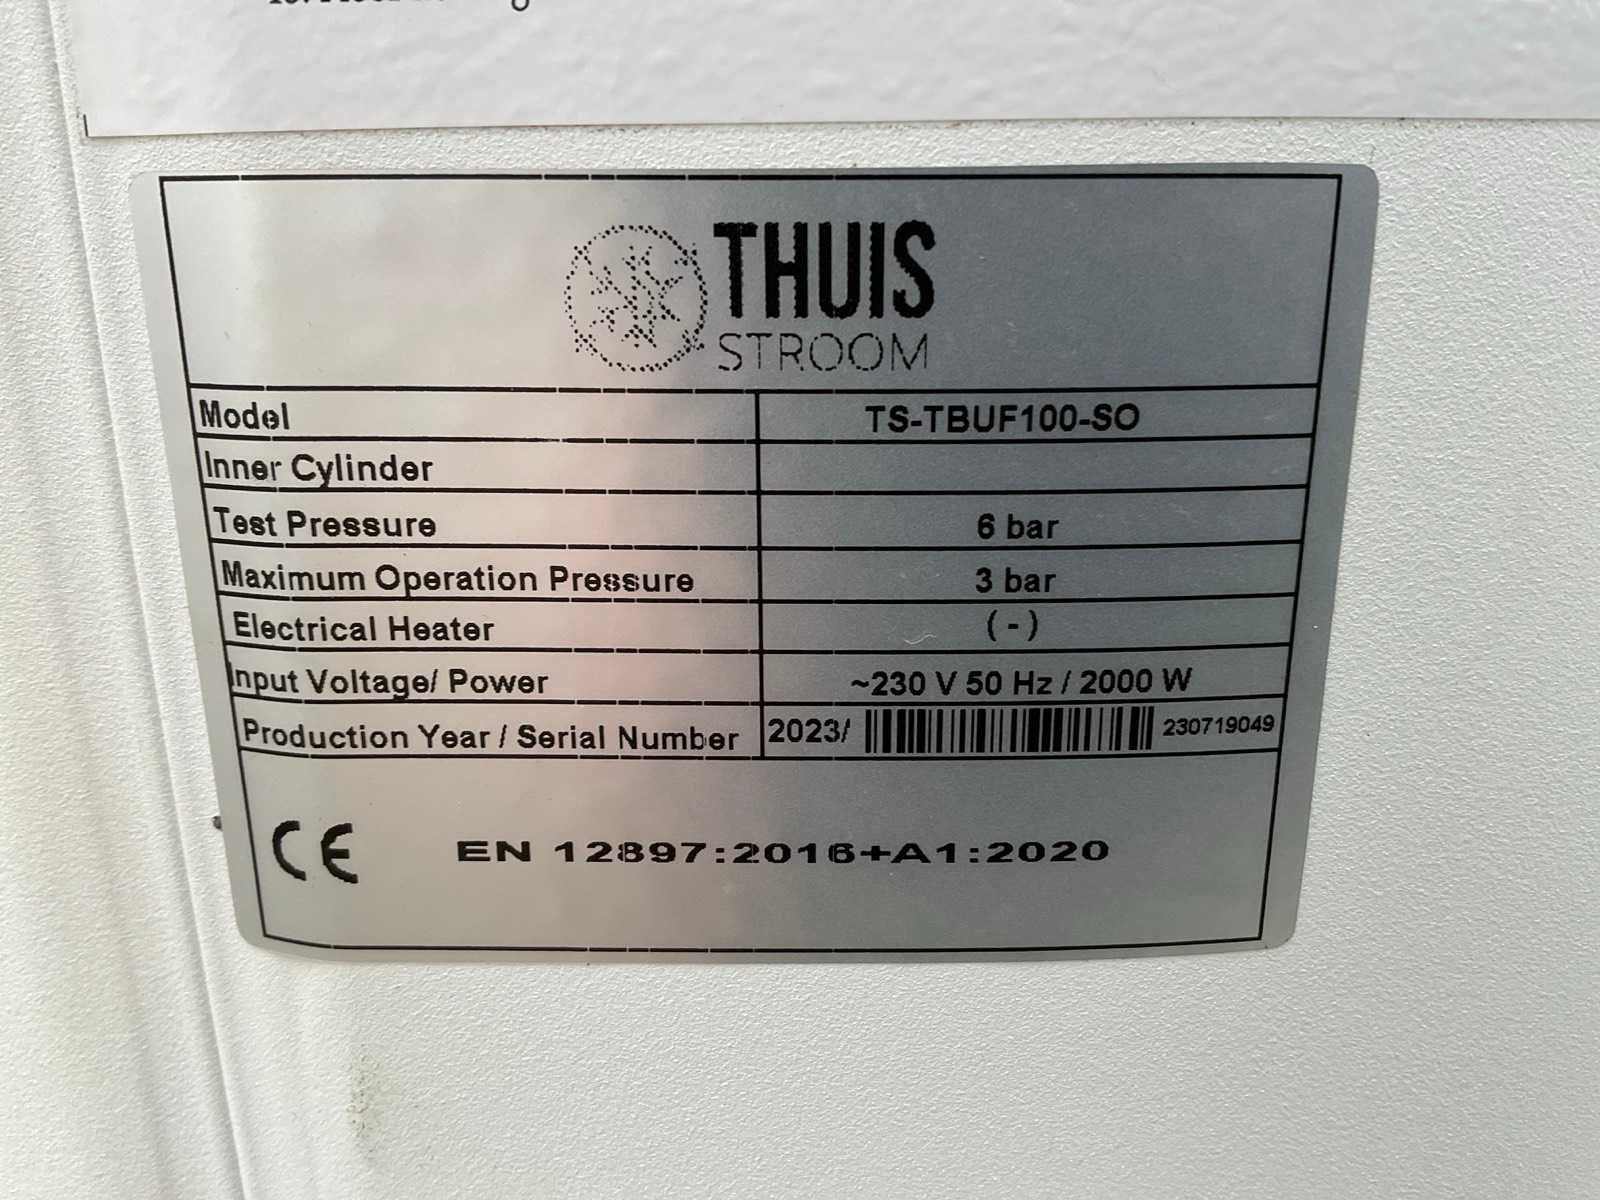 THUIS
STROOM
Model TS-TBUF100-SO
Inner Cylinder
Test Pressure 6 bar
Maximum Operation Pressure 3 bar
Electrical Heater ( - )
Input Voltage/ Power ~230 V 50 Hz / 2000 W
Production Year / Serial Number 2023/ 230719049
CE EN 12897:2016+A1:2020